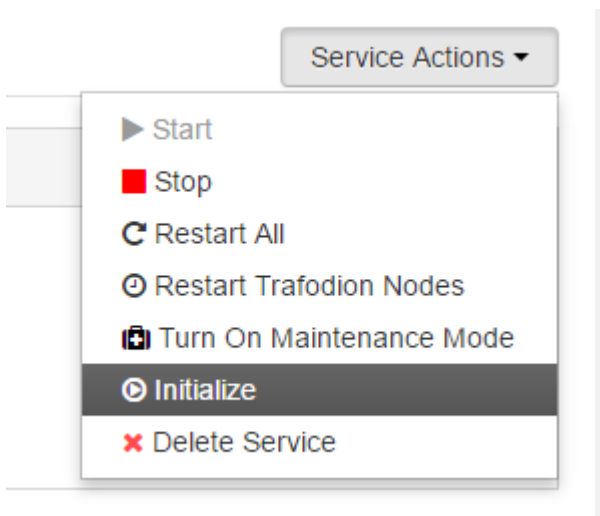 Service Actions
Start
Stop
Restart All
Restart Trafodion Nodes
Turn On Maintenance Mode
Initialize
Delete Service